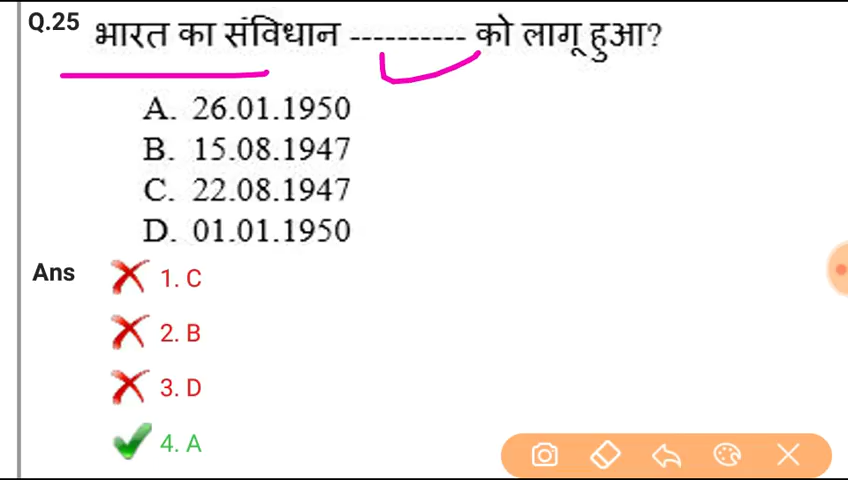 Q.25 भारत का संविधान ---------- को लागू हुआ?
A. 26.01.1950
B. 15.08.1947
C. 22.08.1947
D. 01.01.1950
Ans 1. C
2. B
3. D
4. A